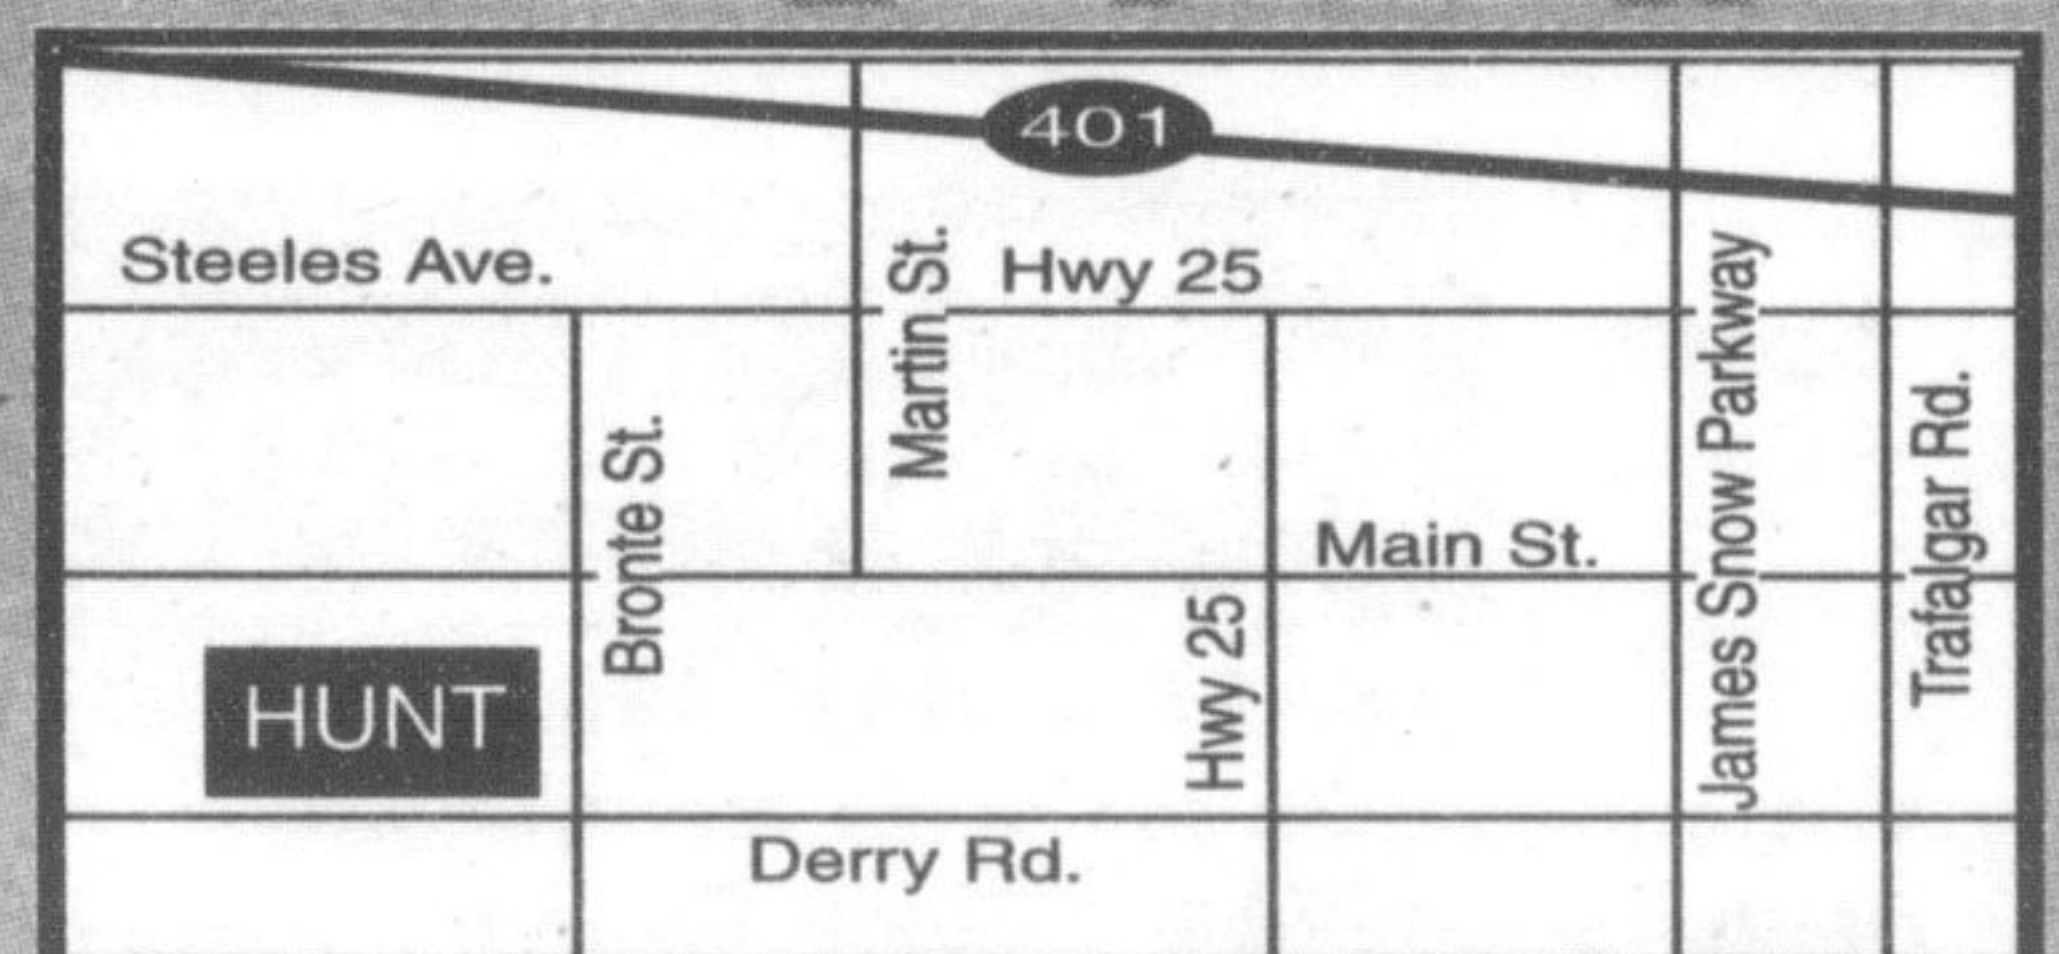 401
Steeles Ave.
Martin St.
Hwy 25
James Snow Parkway
Trafalgar Rd.
Bronte St.
Main St.
Hwy 25
HUNT
Derry Rd.